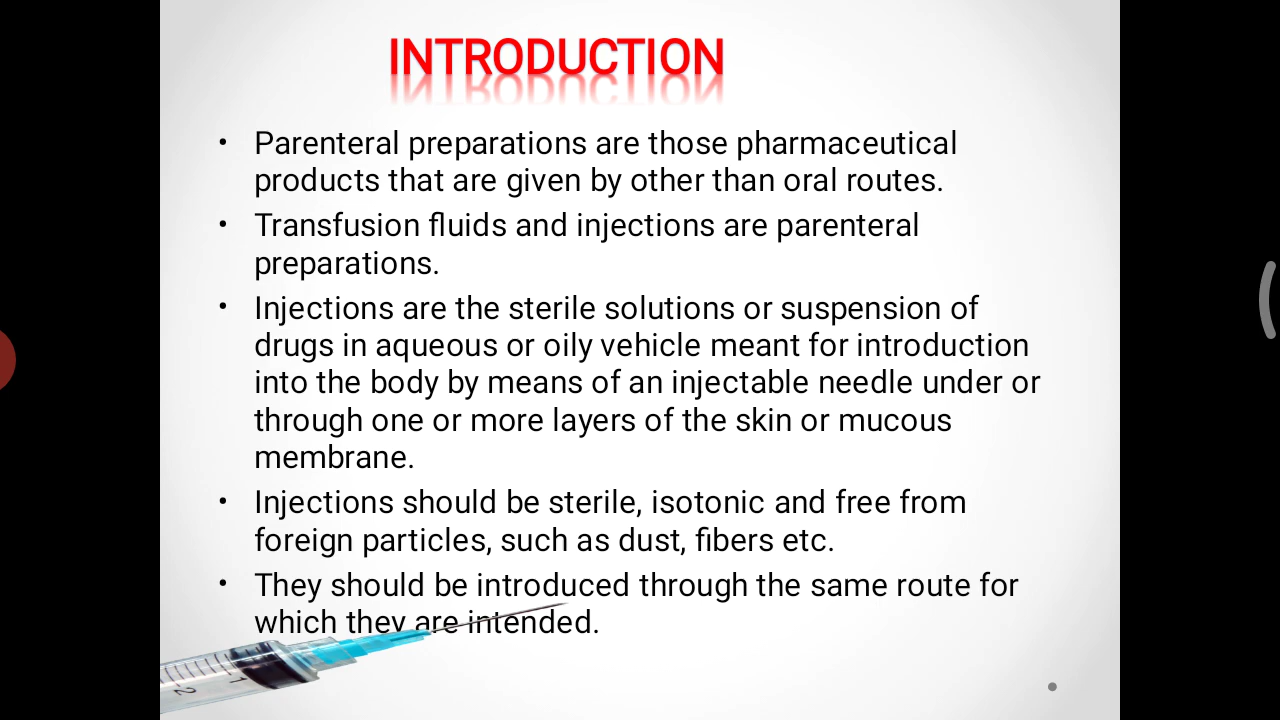 INTRODUCTION
• Parenteral preparations are those pharmaceutical
products that are given by other than oral routes.
• Transfusion fluids and injections are parenteral
preparations.
• Injections are the sterile solutions or suspension of
drugs in aqueous or oily vehicle meant for introduction
into the body by means of an injectable needle under or
through one or more layers of the skin or mucous
membrane.
• Injections should be sterile, isotonic and free from
foreign particles, such as dust, fibers etc.
• They should be introduced through the same route for
which they are intended.
1
2